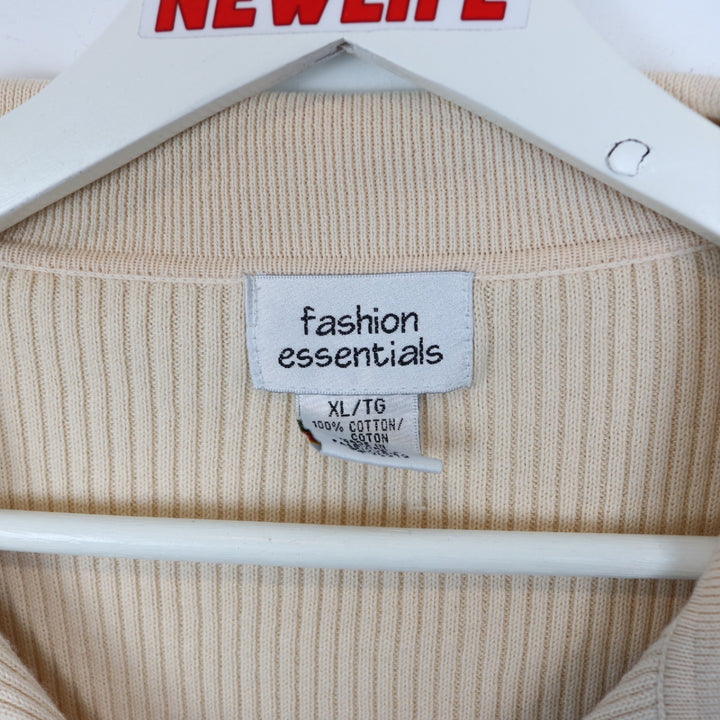 NEWLIFE
fashion
essentials
XL/TG
100% COTTON/
COTON